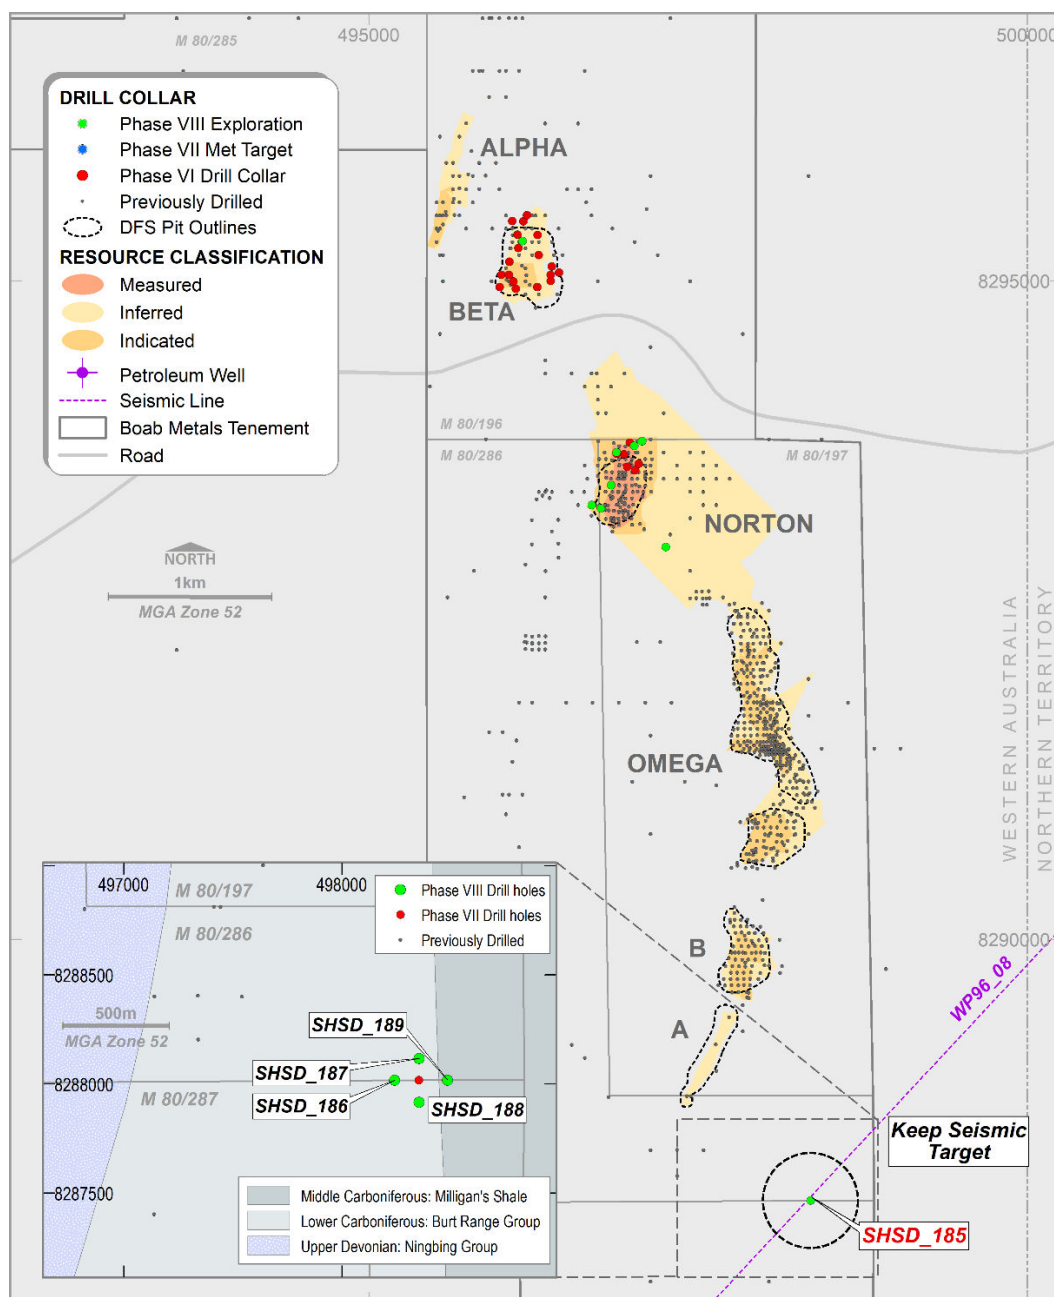 495000
500000
M 80/285
DRILL COLLAR
Phase VIII Exploration
Phase VII Met Target
Phase VI Drill Collar
Previously Drilled
DFS Pit Outlines
RESOURCE CLASSIFICATION
Measured
Inferred
Indicated
Petroleum Well
Seismic Line
Boab Metals Tenement
Road
ALPHA
BETA
8295000
M 80/196
M 80/286
M 80/197
NORTON
NORTH
1km
MGA Zone 52
WESTERN AUSTRALIA
NORTHERN TERRITORY
OMEGA
8290000
B
WP96_08
A
Keep Seismic
Target
SHSD_185
497000
498000
M 80/197
M 80/286
Phase VIII Drill holes
Phase VII Drill holes
Previously Drilled
8288500
500m
MGA Zone 52
SHSD_189
SHSD_187
8288000
M 80/287
SHSD_186
SHSD_188
8287500
Middle Carboniferous: Milligan's Shale
Lower Carboniferous: Burt Range Group
Upper Devonian: Ningbing Group